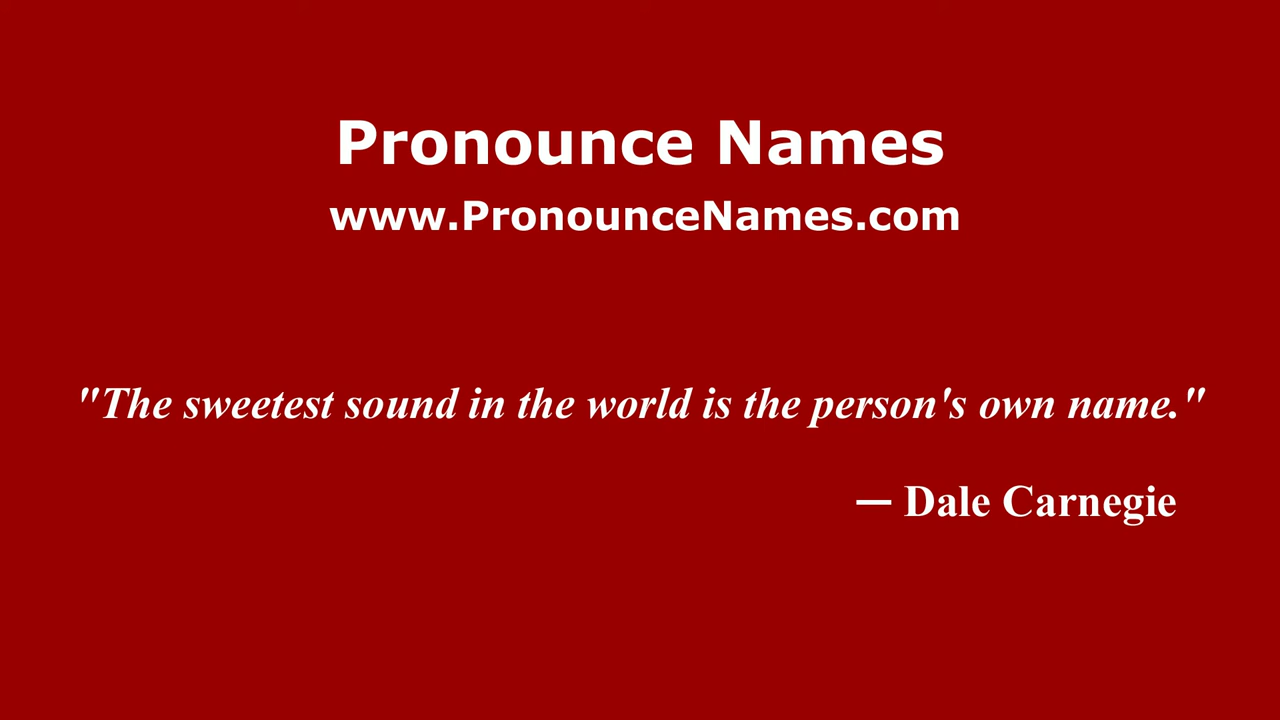 Pronounce Names
www.PronounceNames.com
"The sweetest sound in the world is the person's own name."
— Dale Carnegie